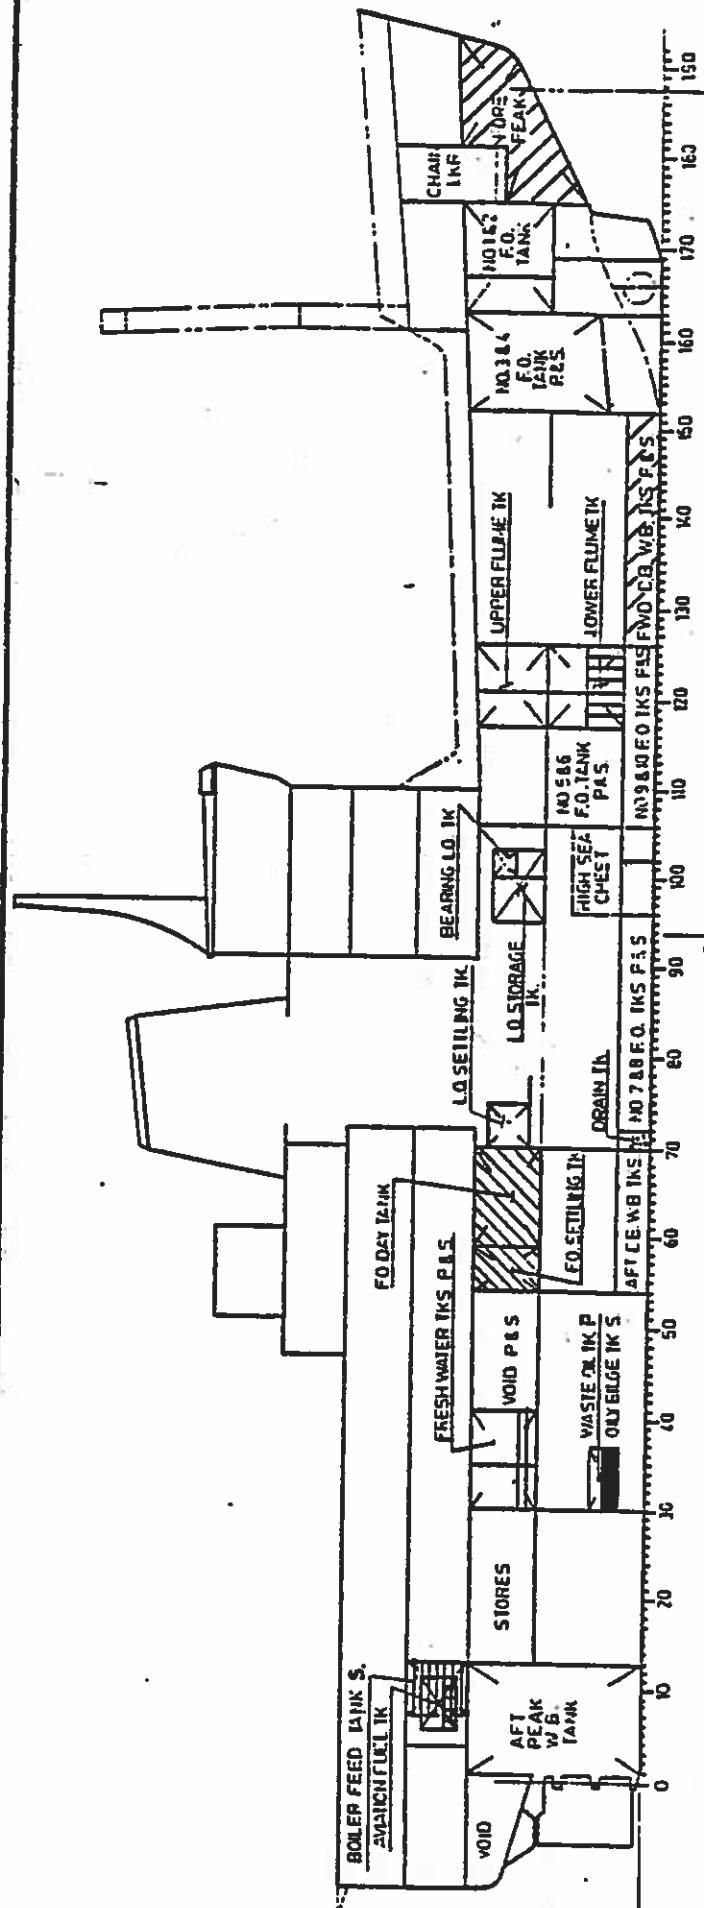 BOILER FEED TANK S.
AVIATION FUEL TK
VOID
AFT
PEAK
W B
TANK
STORES
FRESH WATER TKS P & S
VOID P & S
WASTE OIL TK P
OILY BILGE TK S
FO DAY TANK
F.O SETTLING TK
AFT D.B. W.B TKS
L.O SETTLING TK
DRAIN TK
NO 7 & 8 F.O. TKS P & S
L.O STORAGE
TK.
BEARING L.O. TK
HIGH SEA
CHEST
NO 5 & 6
F.O. TANK
P & S.
NO 9 & 10 F.O TKS P & S
UPPER FLUME TK
LOWER FLUME TK
FWD D.B W.B. TKS P & S
NO. 3 & 4
F.O.
TANK
P & S.
NO 1 & 2
F.O.
TANK
CHAIN
LKR
FORE
PEAK
0
10
20
30
40
50
60
70
80
90
100
110
120
130
140
150
160
170
180
190